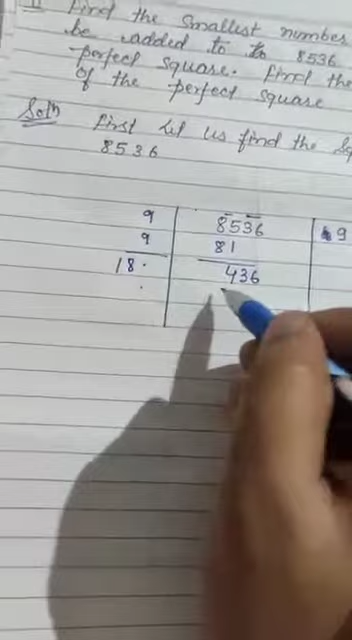 Find the smallest number
be added to to 8536
perfect square. Find the
of the perfect square
Soln
First let us find the
8536
9 8536 9
9 81
18 436